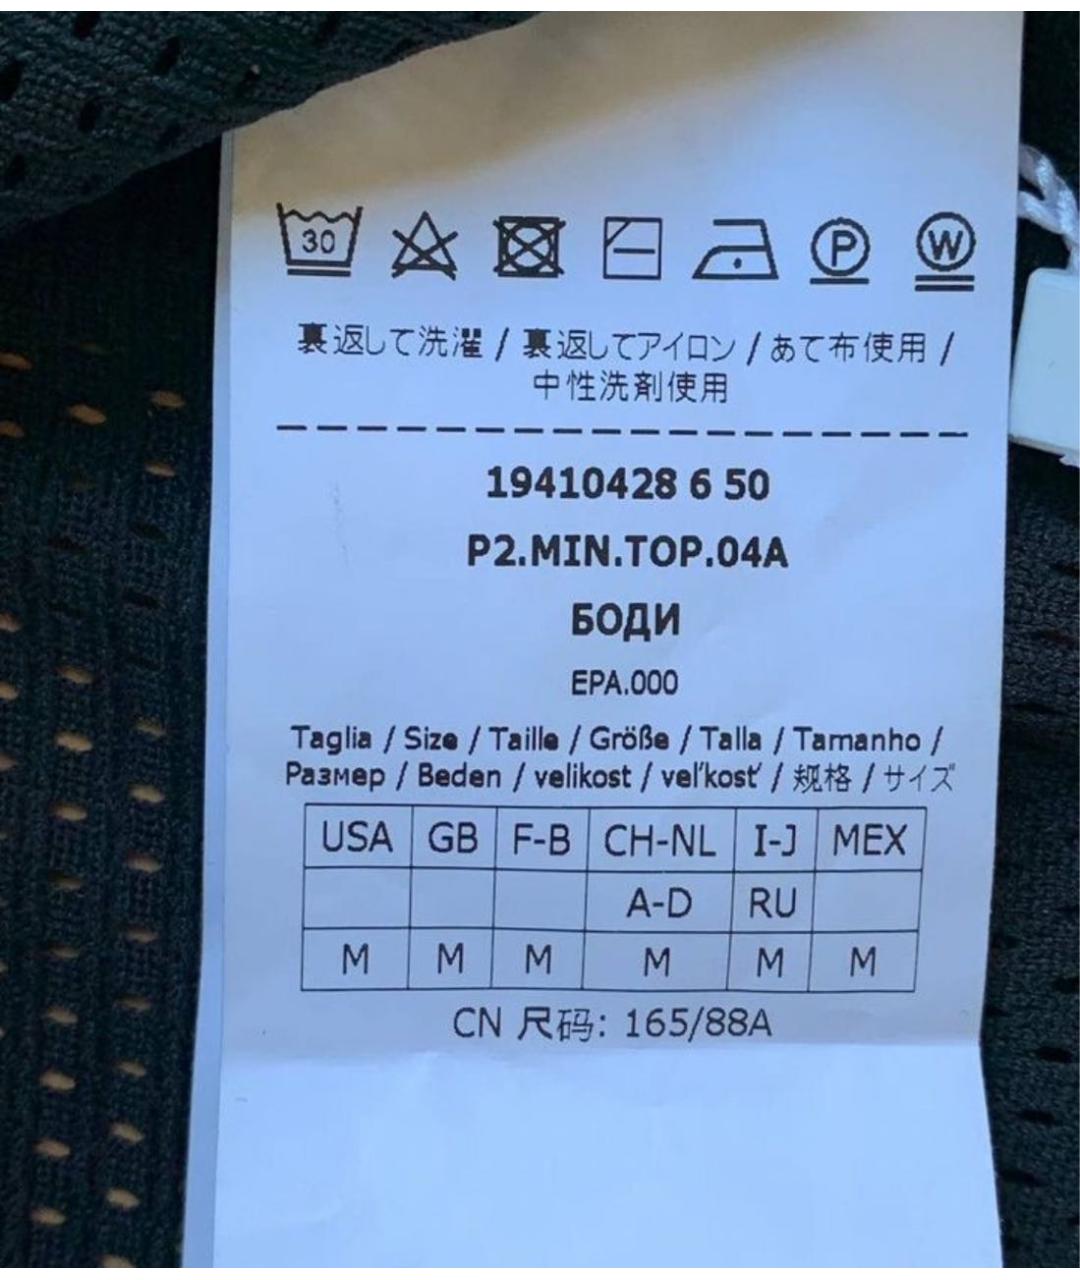 30
P
W
裏返して洗濯 / 裏返してアイロン / あて布使用 /
中性洗剤使用
19410428 6 50
P2.MIN.TOP.04A
БОДИ
EPA.000
Taglia / Size / Taille / Größe / Talla / Tamanho /
Размер / Beden / velikost / veľkosť / 规格 / サイズ
USA GB F-B CH-NL I-J MEX
A-D RU
M M M M M M
CN 尺码: 165/88A